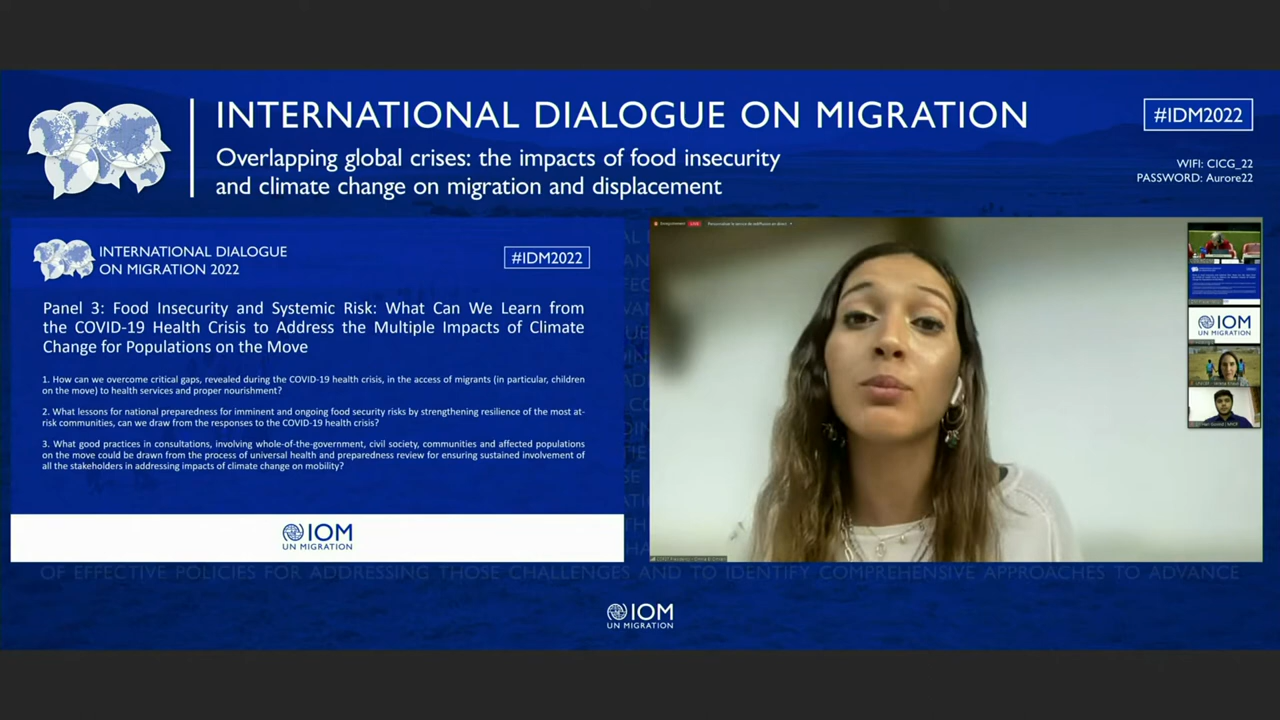 INTERNATIONAL DIALOGUE ON MIGRATION
Overlapping global crises: the impacts of food insecurity
and climate change on migration and displacement
#IDM2022
WIFI: CICG_22
PASSWORD: Aurore22
INTERNATIONAL DIALOGUE
ON MIGRATION 2022
#IDM2022
Panel 3: Food Insecurity and Systemic Risk: What Can We Learn from
the COVID-19 Health Crisis to Address the Multiple Impacts of Climate
Change for Populations on the Move
1. How can we overcome critical gaps, revealed during the COVID-19 health crisis, in the access of migrants (in particular, children
on the move) to health services and proper nourishment?
2. What lessons for national preparedness for imminent and ongoing food security risks by strengthening resilience of the most at-
risk communities, can we draw from the responses to the COVID-19 health crisis?
3. What good practices in consultations, involving whole-of-the-government, civil society, communities and affected populations
on the move could be drawn from the process of universal health and preparedness review for ensuring sustained involvement of
all the stakeholders in addressing impacts of climate change on mobility?
IOM
UN MIGRATION
LIVE
IOM
OF EFFECTIVE POLICIES FOR ADDRESSING THOSE CHALLENGES AND TO IDENTIFY COMPREHENSIVE APPROACHES TO ADVANCE
IOM
UN MIGRATION